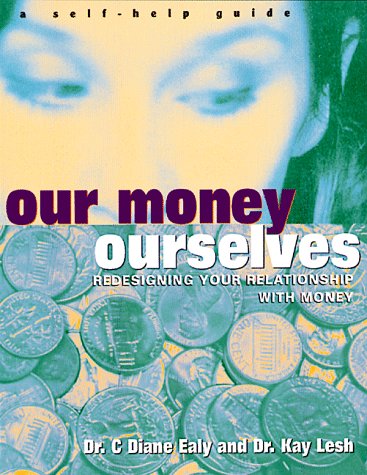 a self-help guide
our money
ourselves
REDESIGNING YOUR RELATIONSHIP
WITH MONEY
Dr. C Diane Ealy and Dr. Kay Lesh